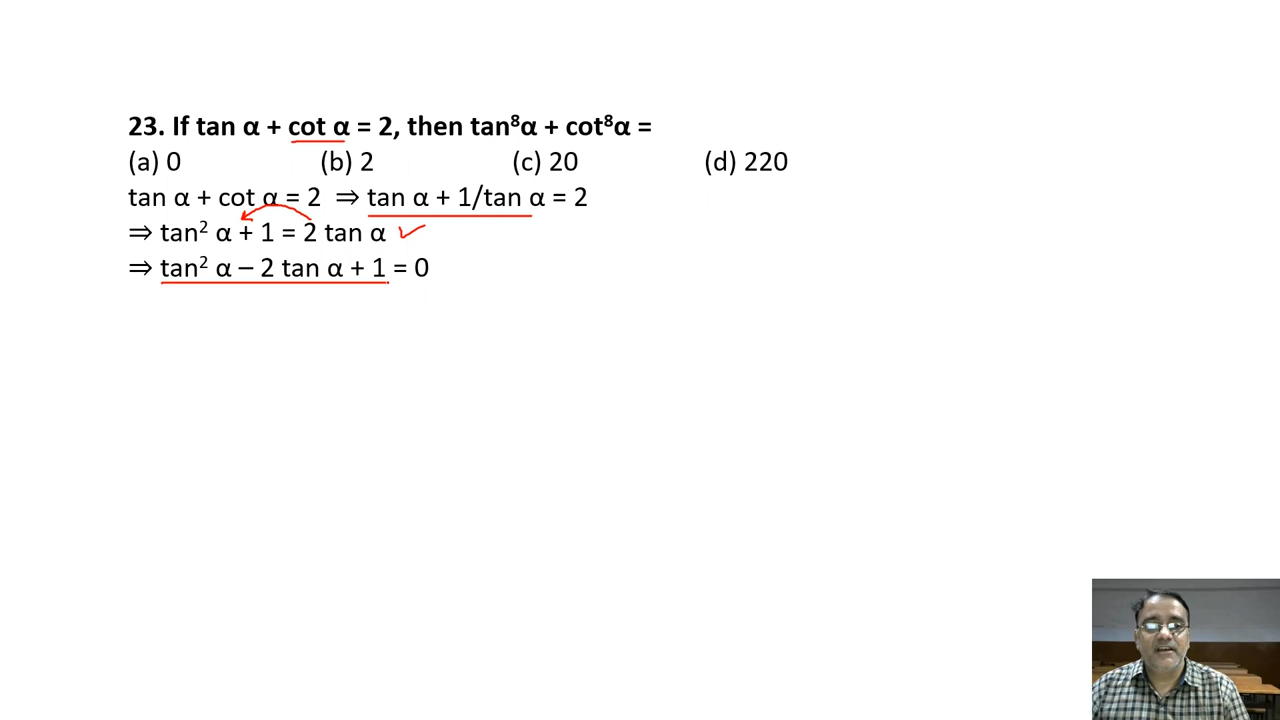 23. If tan α + cot α = 2, then tan⁸α + cot⁸α =
(a) 0 (b) 2 (c) 20 (d) 220
tan α + cot α = 2 ⇒ tan α + 1/tan α = 2
⇒ tan² α + 1 = 2 tan α
⇒ tan² α – 2 tan α + 1 = 0